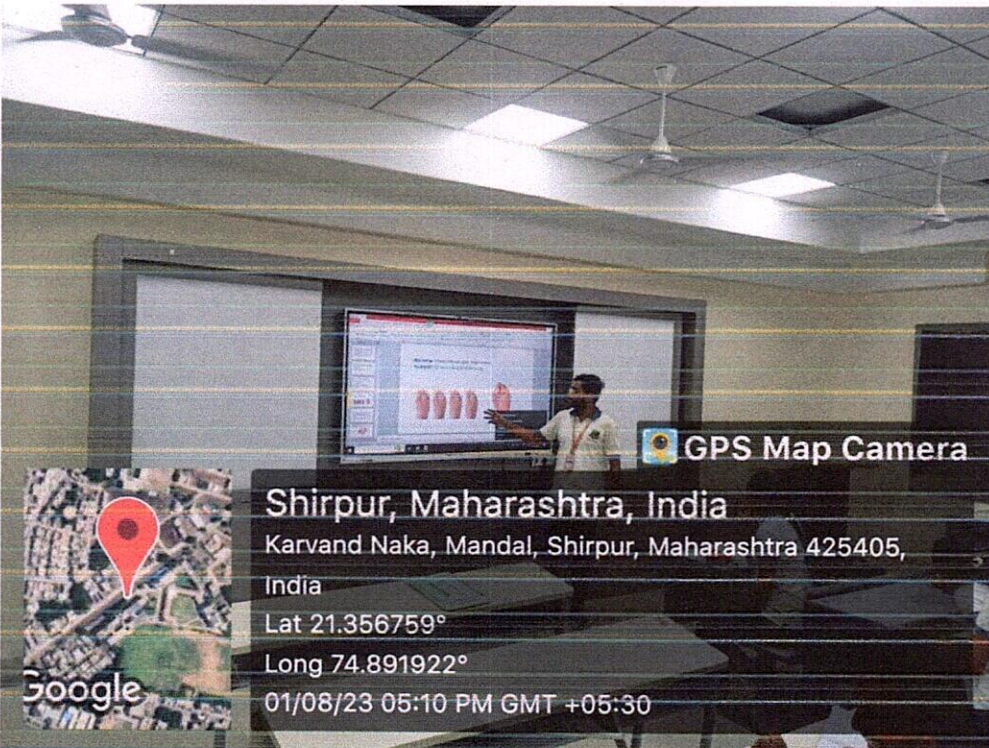 GPS Map Camera
Shirpur, Maharashtra, India
Karvand Naka, Mandal, Shirpur, Maharashtra 425405,
India
Lat 21.356759°
Long 74.891922°
01/08/23 05:10 PM GMT +05:30
Google